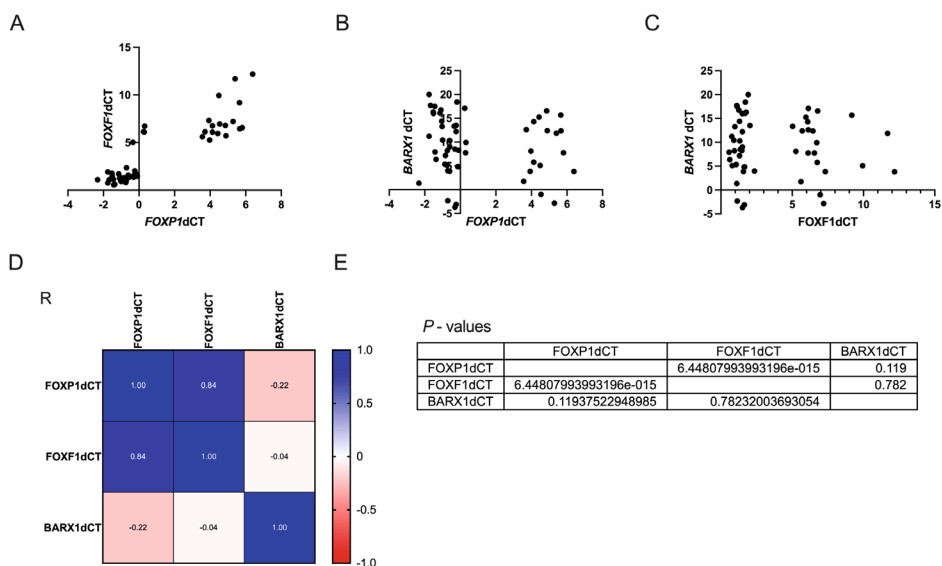 A
B
C
FOXF1dCT
15
10
5
-4
-2
0
2
4
6
8
FOXP1dCT
BARX1 dCT
25
20
15
10
5
0
-5
-4
-2
0
2
4
6
8
FOXP1dCT
BARX1 dCT
25
20
15
10
5
0
-5
5
10
15
FOXF1dCT
D
E
R
FOXP1dCT
FOXF1dCT
BARX1dCT
FOXP1dCT
1.00
0.84
-0.22
FOXF1dCT
0.84
1.00
-0.04
BARX1dCT
-0.22
-0.04
1.00
1.0
0.5
0
-0.5
-1.0
P - values
FOXP1dCT FOXF1dCT BARX1dCT
FOXP1dCT 6.44807993993196e-015 0.119
FOXF1dCT 6.44807993993196e-015 0.782
BARX1dCT 0.11937522948985 0.78232003693054